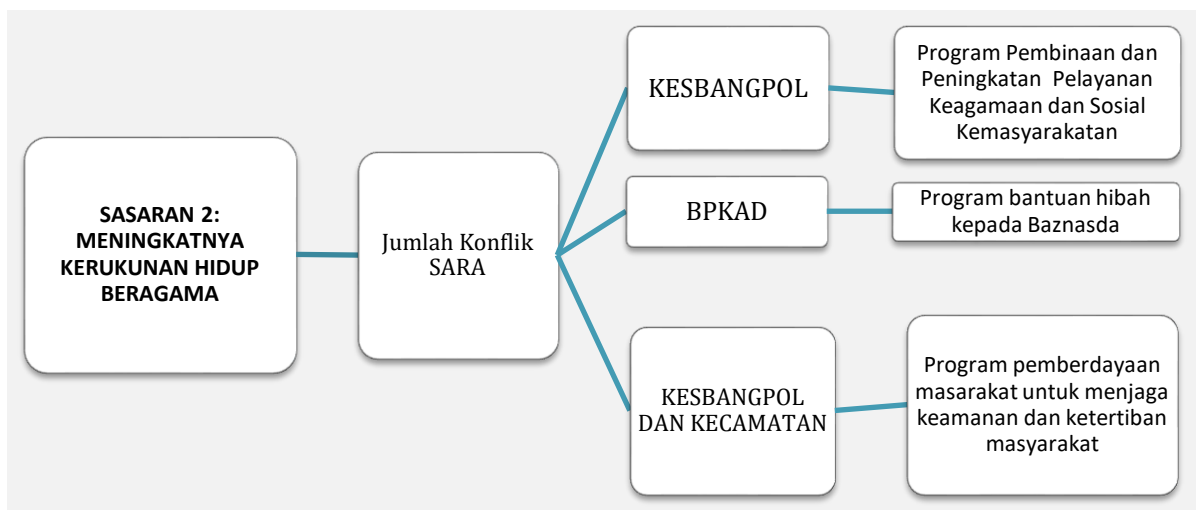 SASARAN 2:
MENINGKATNYA
KERUKUNAN HIDUP
BERAGAMA
Jumlah Konflik
SARA
KESBANGPOL
Program Pembinaan dan
Peningkatan Pelayanan
Keagamaan dan Sosial
Kemasyarakatan
BPKAD
Program bantuan hibah
kepada Baznasda
KESBANGPOL
DAN KECAMATAN
Program pemberdayaan
masarakat untuk menjaga
keamanan dan ketertiban
masyarakat